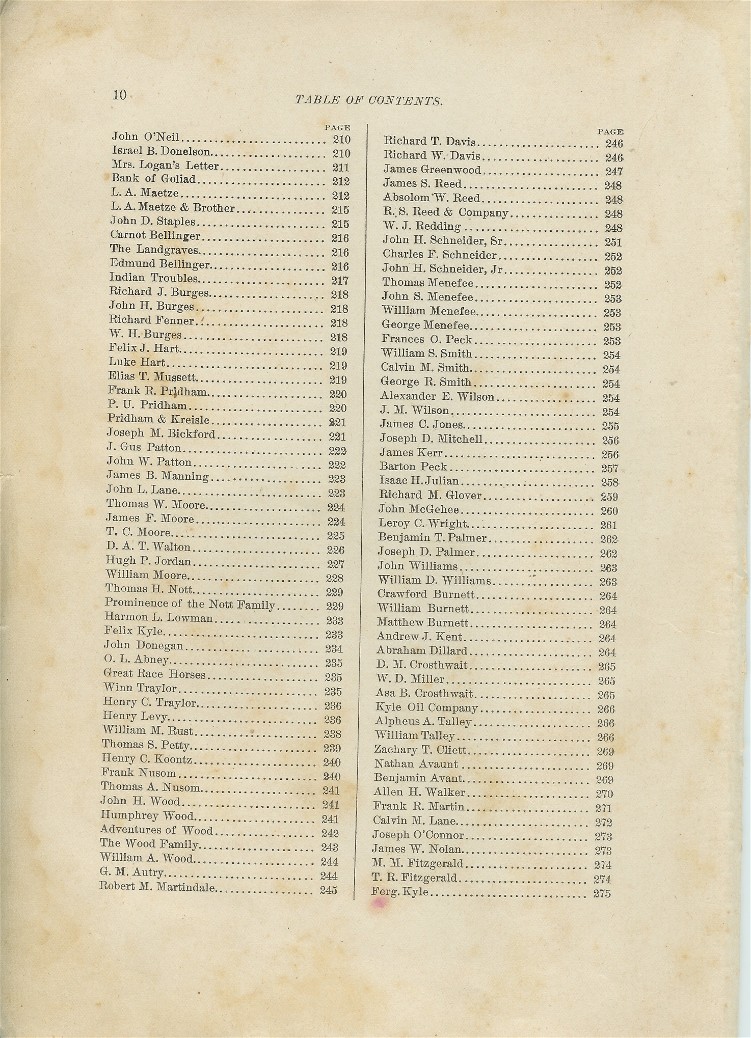 10
TABLE OF CONTENTS.
PAGE
John O'Neil 210
Israel B. Donelson 210
Mrs. Logan's Letter 211
Bank of Goliad 212
L. A. Maetze 212
L. A. Maetze & Brother 215
John D. Staples 215
Carnot Bellinger 216
The Landgraves 216
Edmund Bellinger 216
Indian Troubles 217
Richard J. Burges 218
John H. Burges 218
Richard Fenner 218
W. H. Burges 218
Felix J. Hart 219
Luke Hart 219
Elias T. Mussett 219
Frank R. Pridham 220
P. U. Pridham 220
Pridham & Kreisle 221
Joseph M. Bickford 221
J. Gus Patton 222
John W. Patton 222
James B. Manning 223
John L. Lane 223
Thomas W. Moore 224
James F. Moore 224
T. C. Moore 225
D. A. T. Walton 226
Hugh P. Jordan 227
William Moore 228
Thomas H. Nott 229
Prominence of the Nott Family 229
Harmon L. Lowman 233
Felix Kyle 233
John Donegan 234
O. L. Abney 235
Great Race Horses 235
Winn Traylor 235
Henry C. Traylor 236
Henry Levy 236
William M. Rust 238
Thomas S. Petty 239
Henry C. Koontz 240
Frank Nusom 240
Thomas A. Nusom 241
John H. Wood 241
Humphrey Wood 241
Adventures of Wood 242
The Wood Family 243
William A. Wood 244
G. M. Autry 244
Robert M. Martindale 245
PAGE
Richard T. Davis 246
Richard W. Davis 246
James Greenwood 247
James S. Reed 248
Absolom W. Reed 248
R. S. Reed & Company 248
W. J. Redding 248
John H. Schneider, Sr 251
Charles F. Schneider 252
John H. Schneider, Jr 252
Thomas Menefee 252
John S. Menefee 253
William Menefee 253
George Menefee 253
Frances O. Peck 253
William S. Smith 254
Calvin M. Smith 254
George R. Smith 254
Alexander E. Wilson 254
J. M. Wilson 254
James C. Jones 255
Joseph D. Mitchell 256
James Kerr 256
Barton Peck 257
Isaac H. Julian 258
Richard M. Glover 259
John McGehee 260
Leroy C. Wright 261
Benjamin T. Palmer 262
Joseph D. Palmer 262
John Williams 263
William D. Williams 263
Crawford Burnett 264
William Burnett 264
Matthew Burnett 264
Andrew J. Kent 264
Abraham Dillard 264
D. M. Crosthwait 265
W. D. Miller 265
Asa B. Crosthwait 265
Kyle Oil Company 266
Alpheus A. Talley 266
William Talley 266
Zachary T. Cliett 269
Nathan Avaunt 269
Benjamin Avant 269
Allen H. Walker 270
Frank R. Martin 271
Calvin M. Lane 272
Joseph O'Connor 273
James W. Nolan 273
M. M. Fitzgerald 274
T. R. Fitzgerald 274
Ferg. Kyle 275